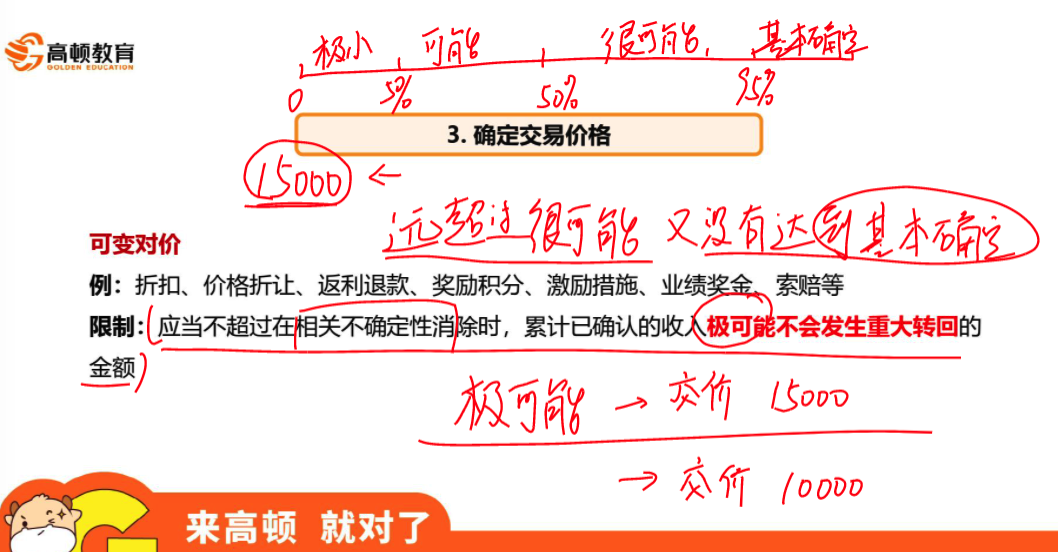 高顿教育
GOLDEN EDUCATION
极小 可能 很可能 基本确定
0 5% 50% 95%
3. 确定交易价格
15000 ←
远超过很可能 又没有达到基本确定
可变对价
例：折扣、价格折让、返利退款、奖励积分、激励措施、业绩奖金、索赔等
限制：应当不超过在相关不确定性消除时，累计已确认的收入极可能不会发生重大转回的
金额
极可能 → 交价 15000
→ 交价 10000
来高顿 就对了